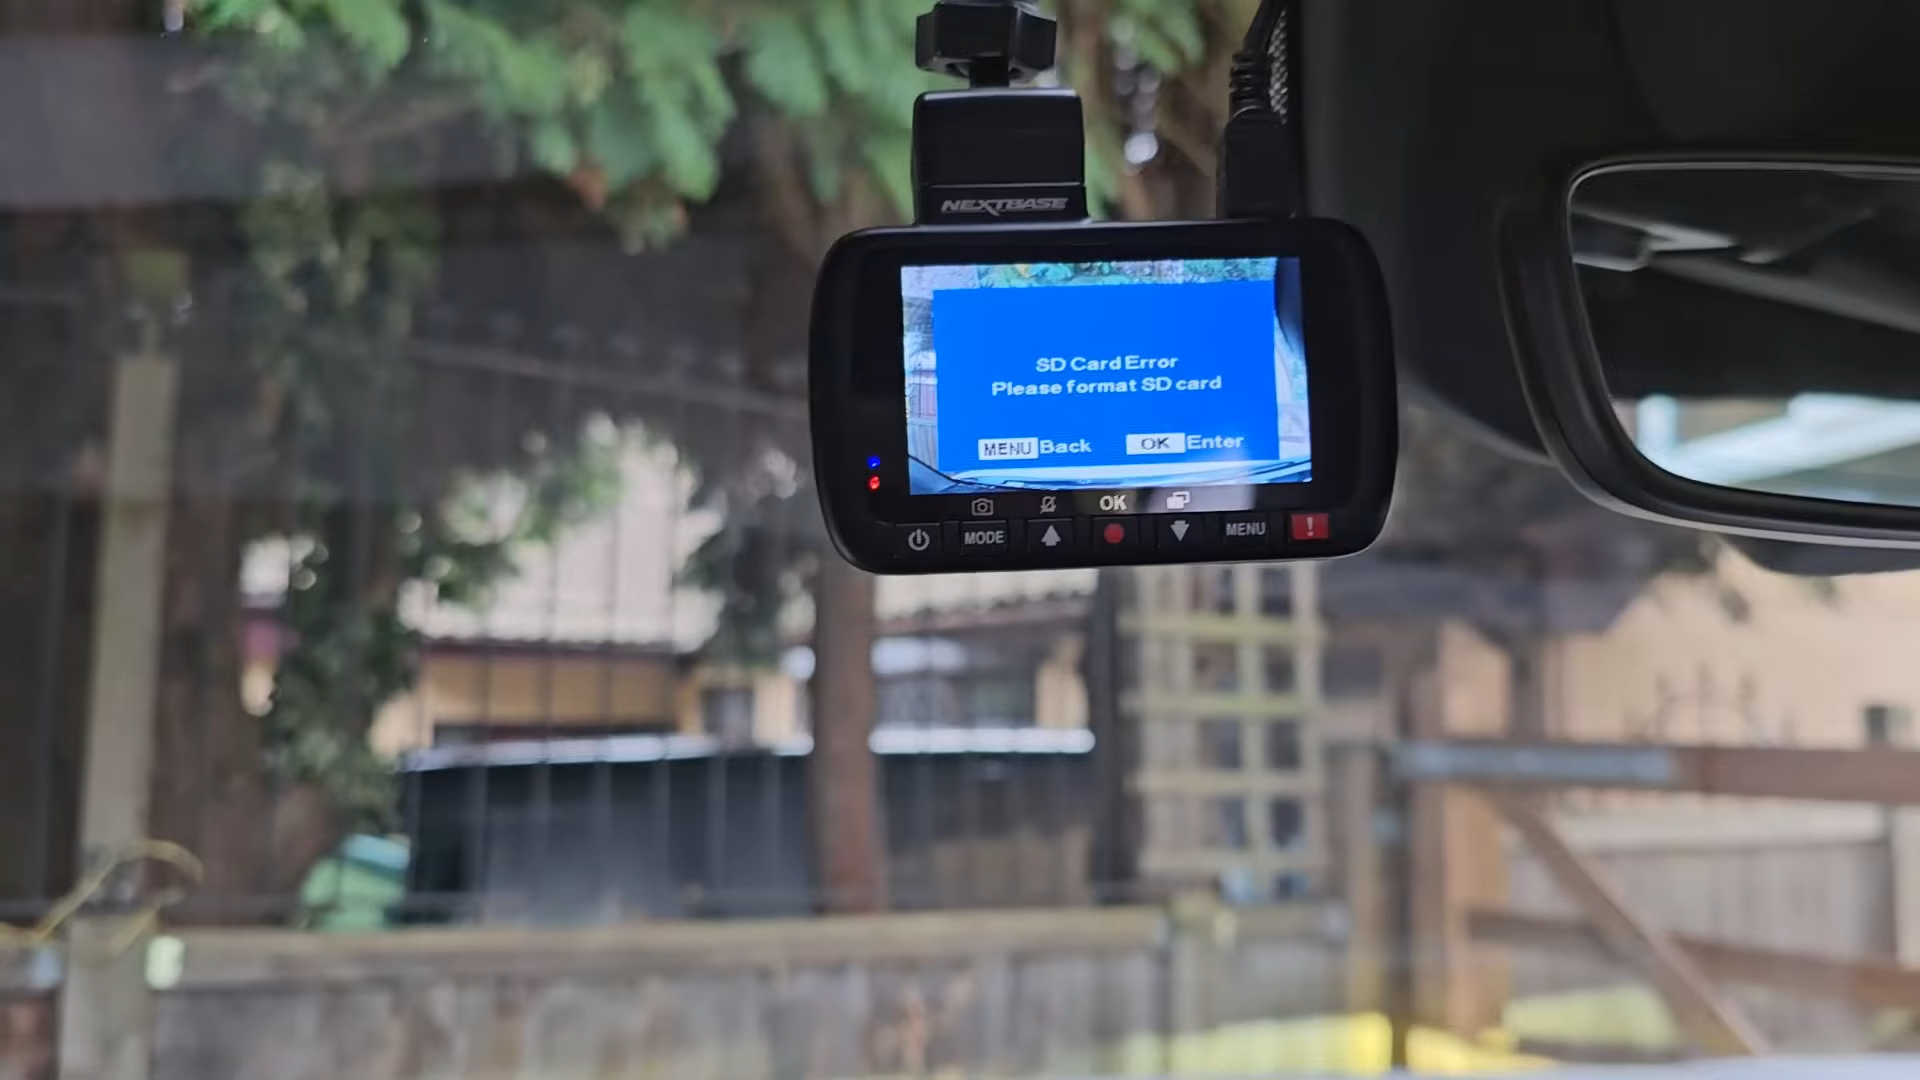 NEXTBASE
SD Card Error
Please format SD card
MENU Back OK Enter
OK
MODE MENU !